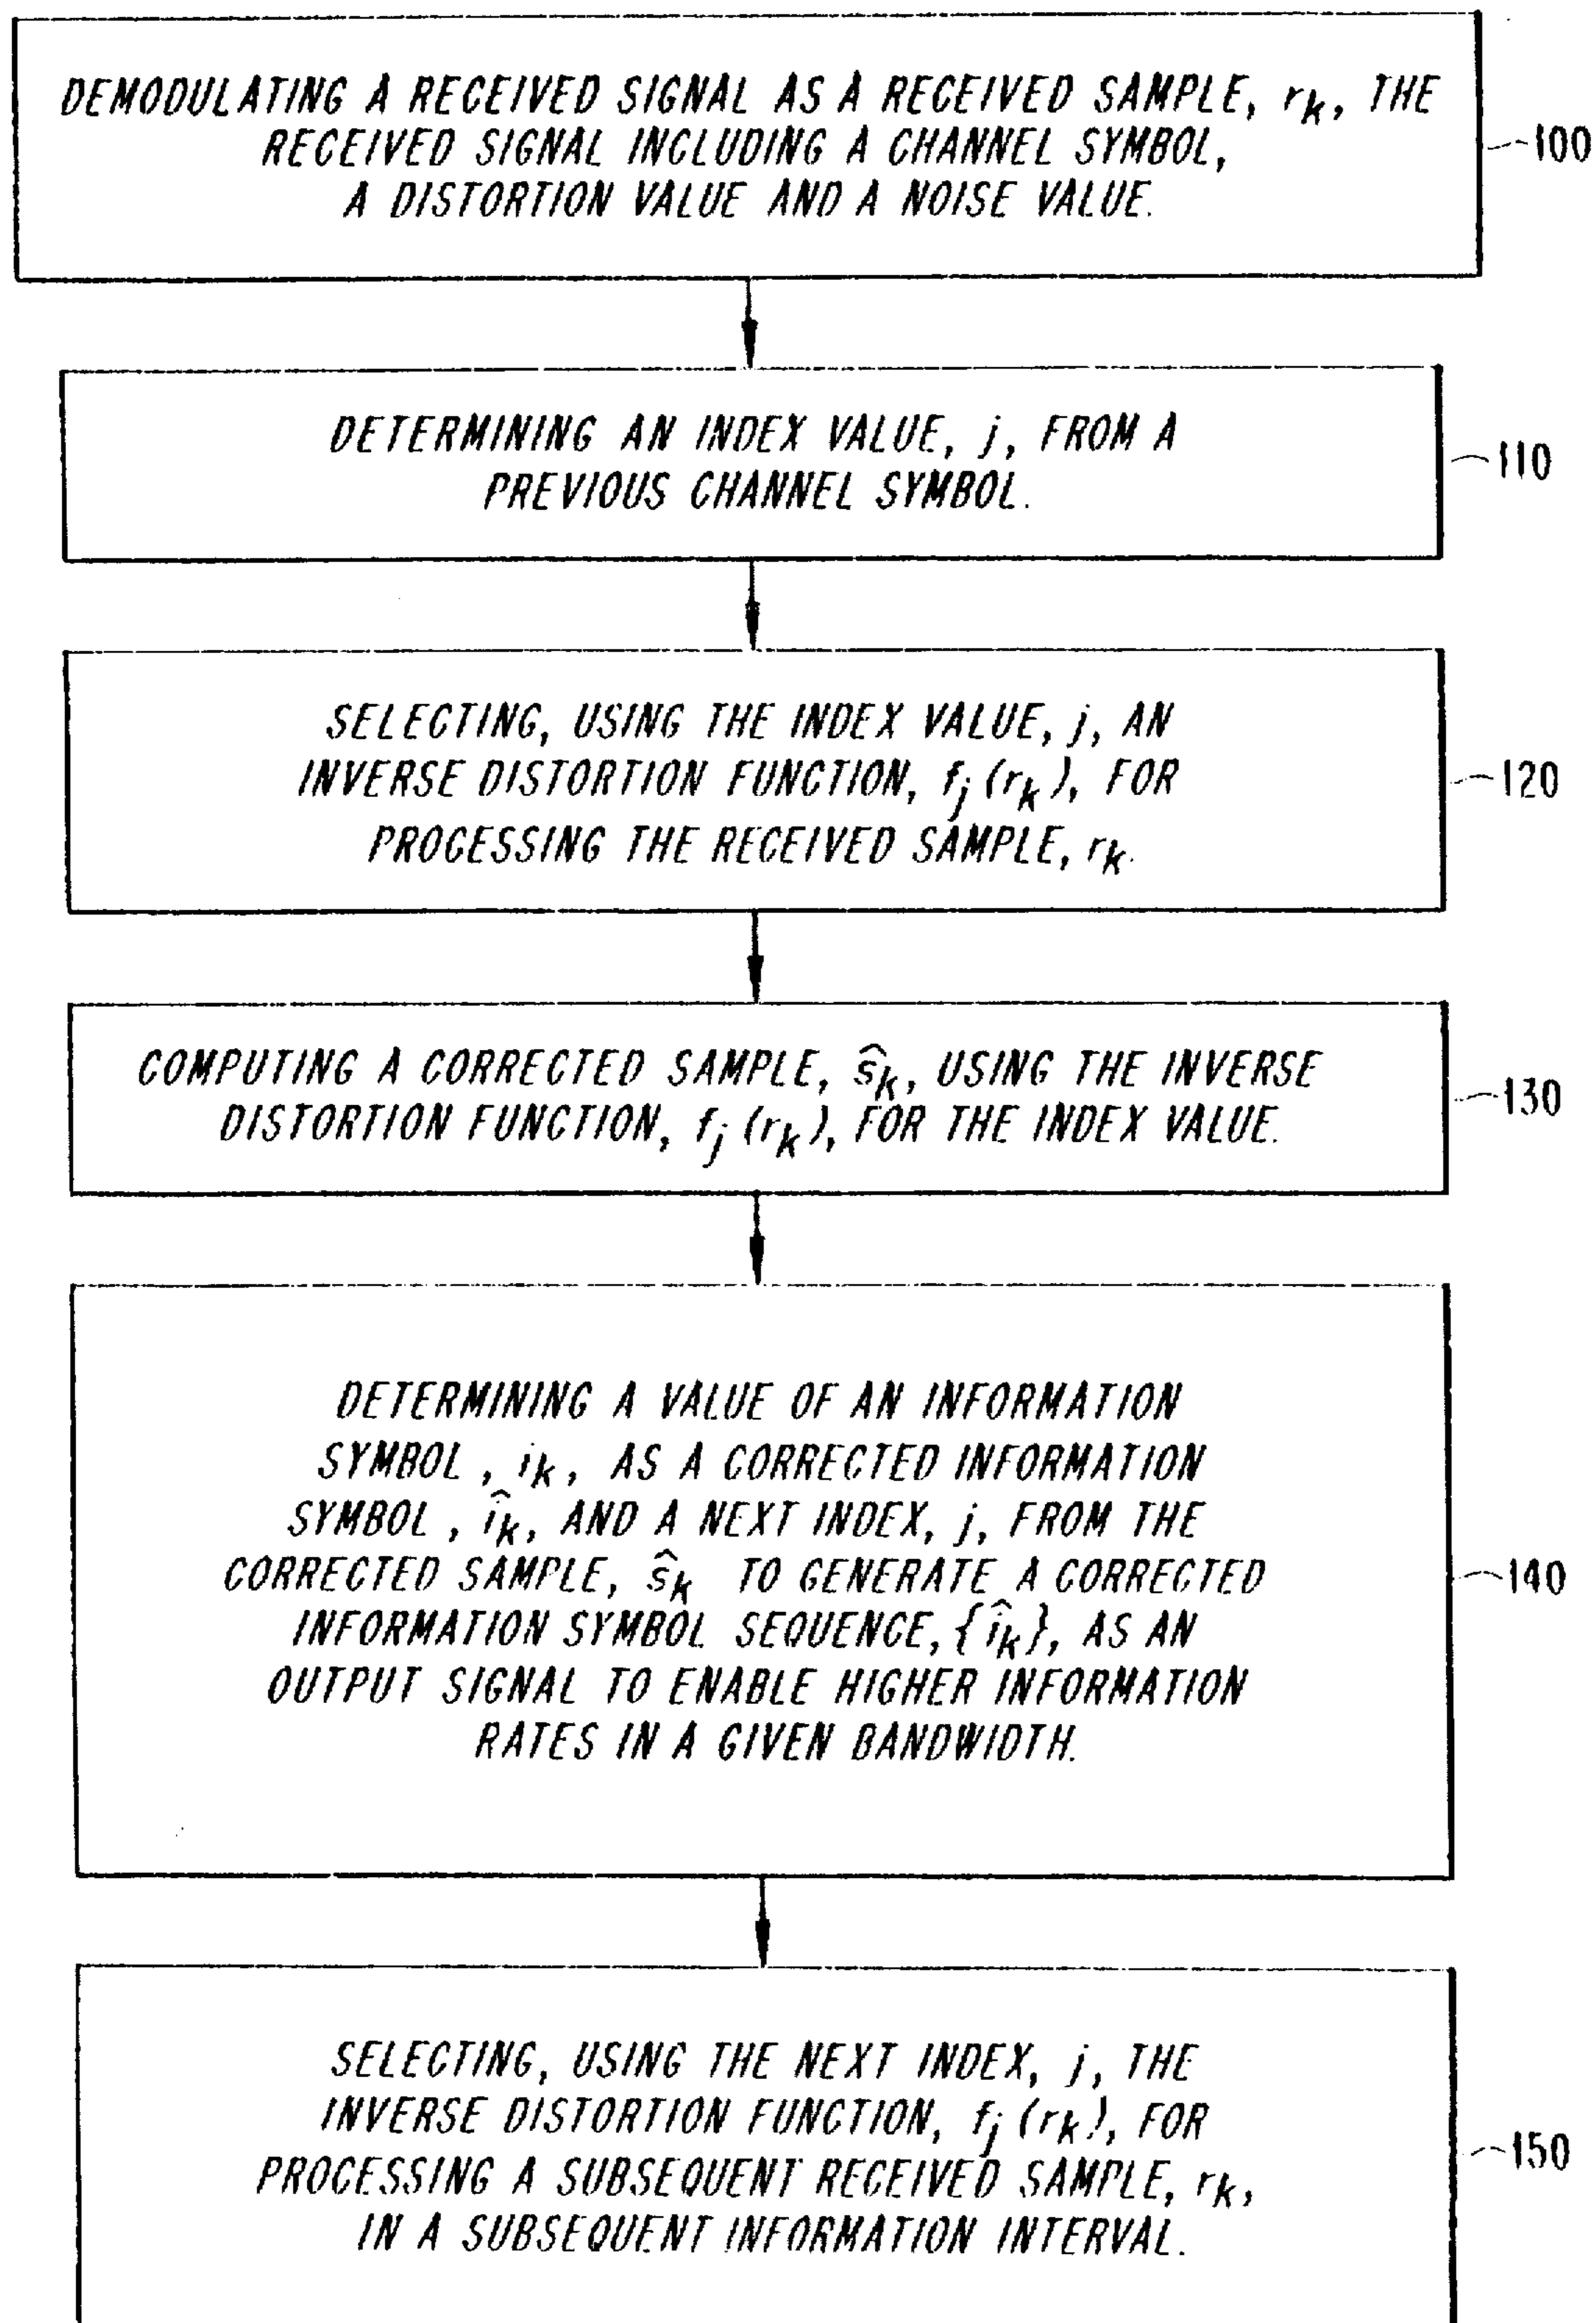 DEMODULATING A RECEIVED SIGNAL AS A RECEIVED SAMPLE, rk, THE
RECEIVED SIGNAL INCLUDING A CHANNEL SYMBOL,
A DISTORTION VALUE AND A NOISE VALUE.
100
DETERMINING AN INDEX VALUE, j, FROM A
PREVIOUS CHANNEL SYMBOL.
110
SELECTING, USING THE INDEX VALUE, j, AN
INVERSE DISTORTION FUNCTION, fj (rk), FOR
PROCESSING THE RECEIVED SAMPLE, rk.
120
COMPUTING A CORRECTED SAMPLE, ŝk, USING THE INVERSE
DISTORTION FUNCTION, fj (rk), FOR THE INDEX VALUE.
130
DETERMINING A VALUE OF AN INFORMATION
SYMBOL, ik, AS A CORRECTED INFORMATION
SYMBOL, îk, AND A NEXT INDEX, j, FROM THE
CORRECTED SAMPLE, ŝk TO GENERATE A CORRECTED
INFORMATION SYMBOL SEQUENCE, {îk}, AS AN
OUTPUT SIGNAL TO ENABLE HIGHER INFORMATION
RATES IN A GIVEN BANDWIDTH.
140
SELECTING, USING THE NEXT INDEX, j, THE
INVERSE DISTORTION FUNCTION, fj (rk), FOR
PROCESSING A SUBSEQUENT RECEIVED SAMPLE, rk,
IN A SUBSEQUENT INFORMATION INTERVAL.
150